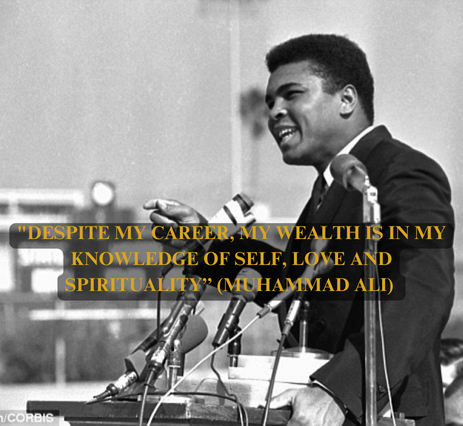 "DESPITE MY CAREER, MY WEALTH IS IN MY
KNOWLEDGE OF SELF, LOVE AND
SPIRITUALITY” (MUHAMMAD ALI)
/CORBIS